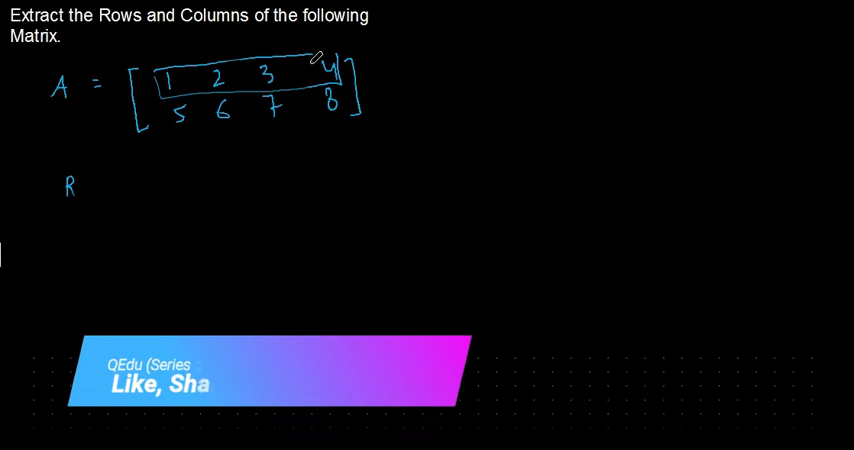 Extract the Rows and Columns of the following
Matrix.
A = [ 1 2 3 4
5 6 7 8 ]
R
QEdu (Series
Like, Sha